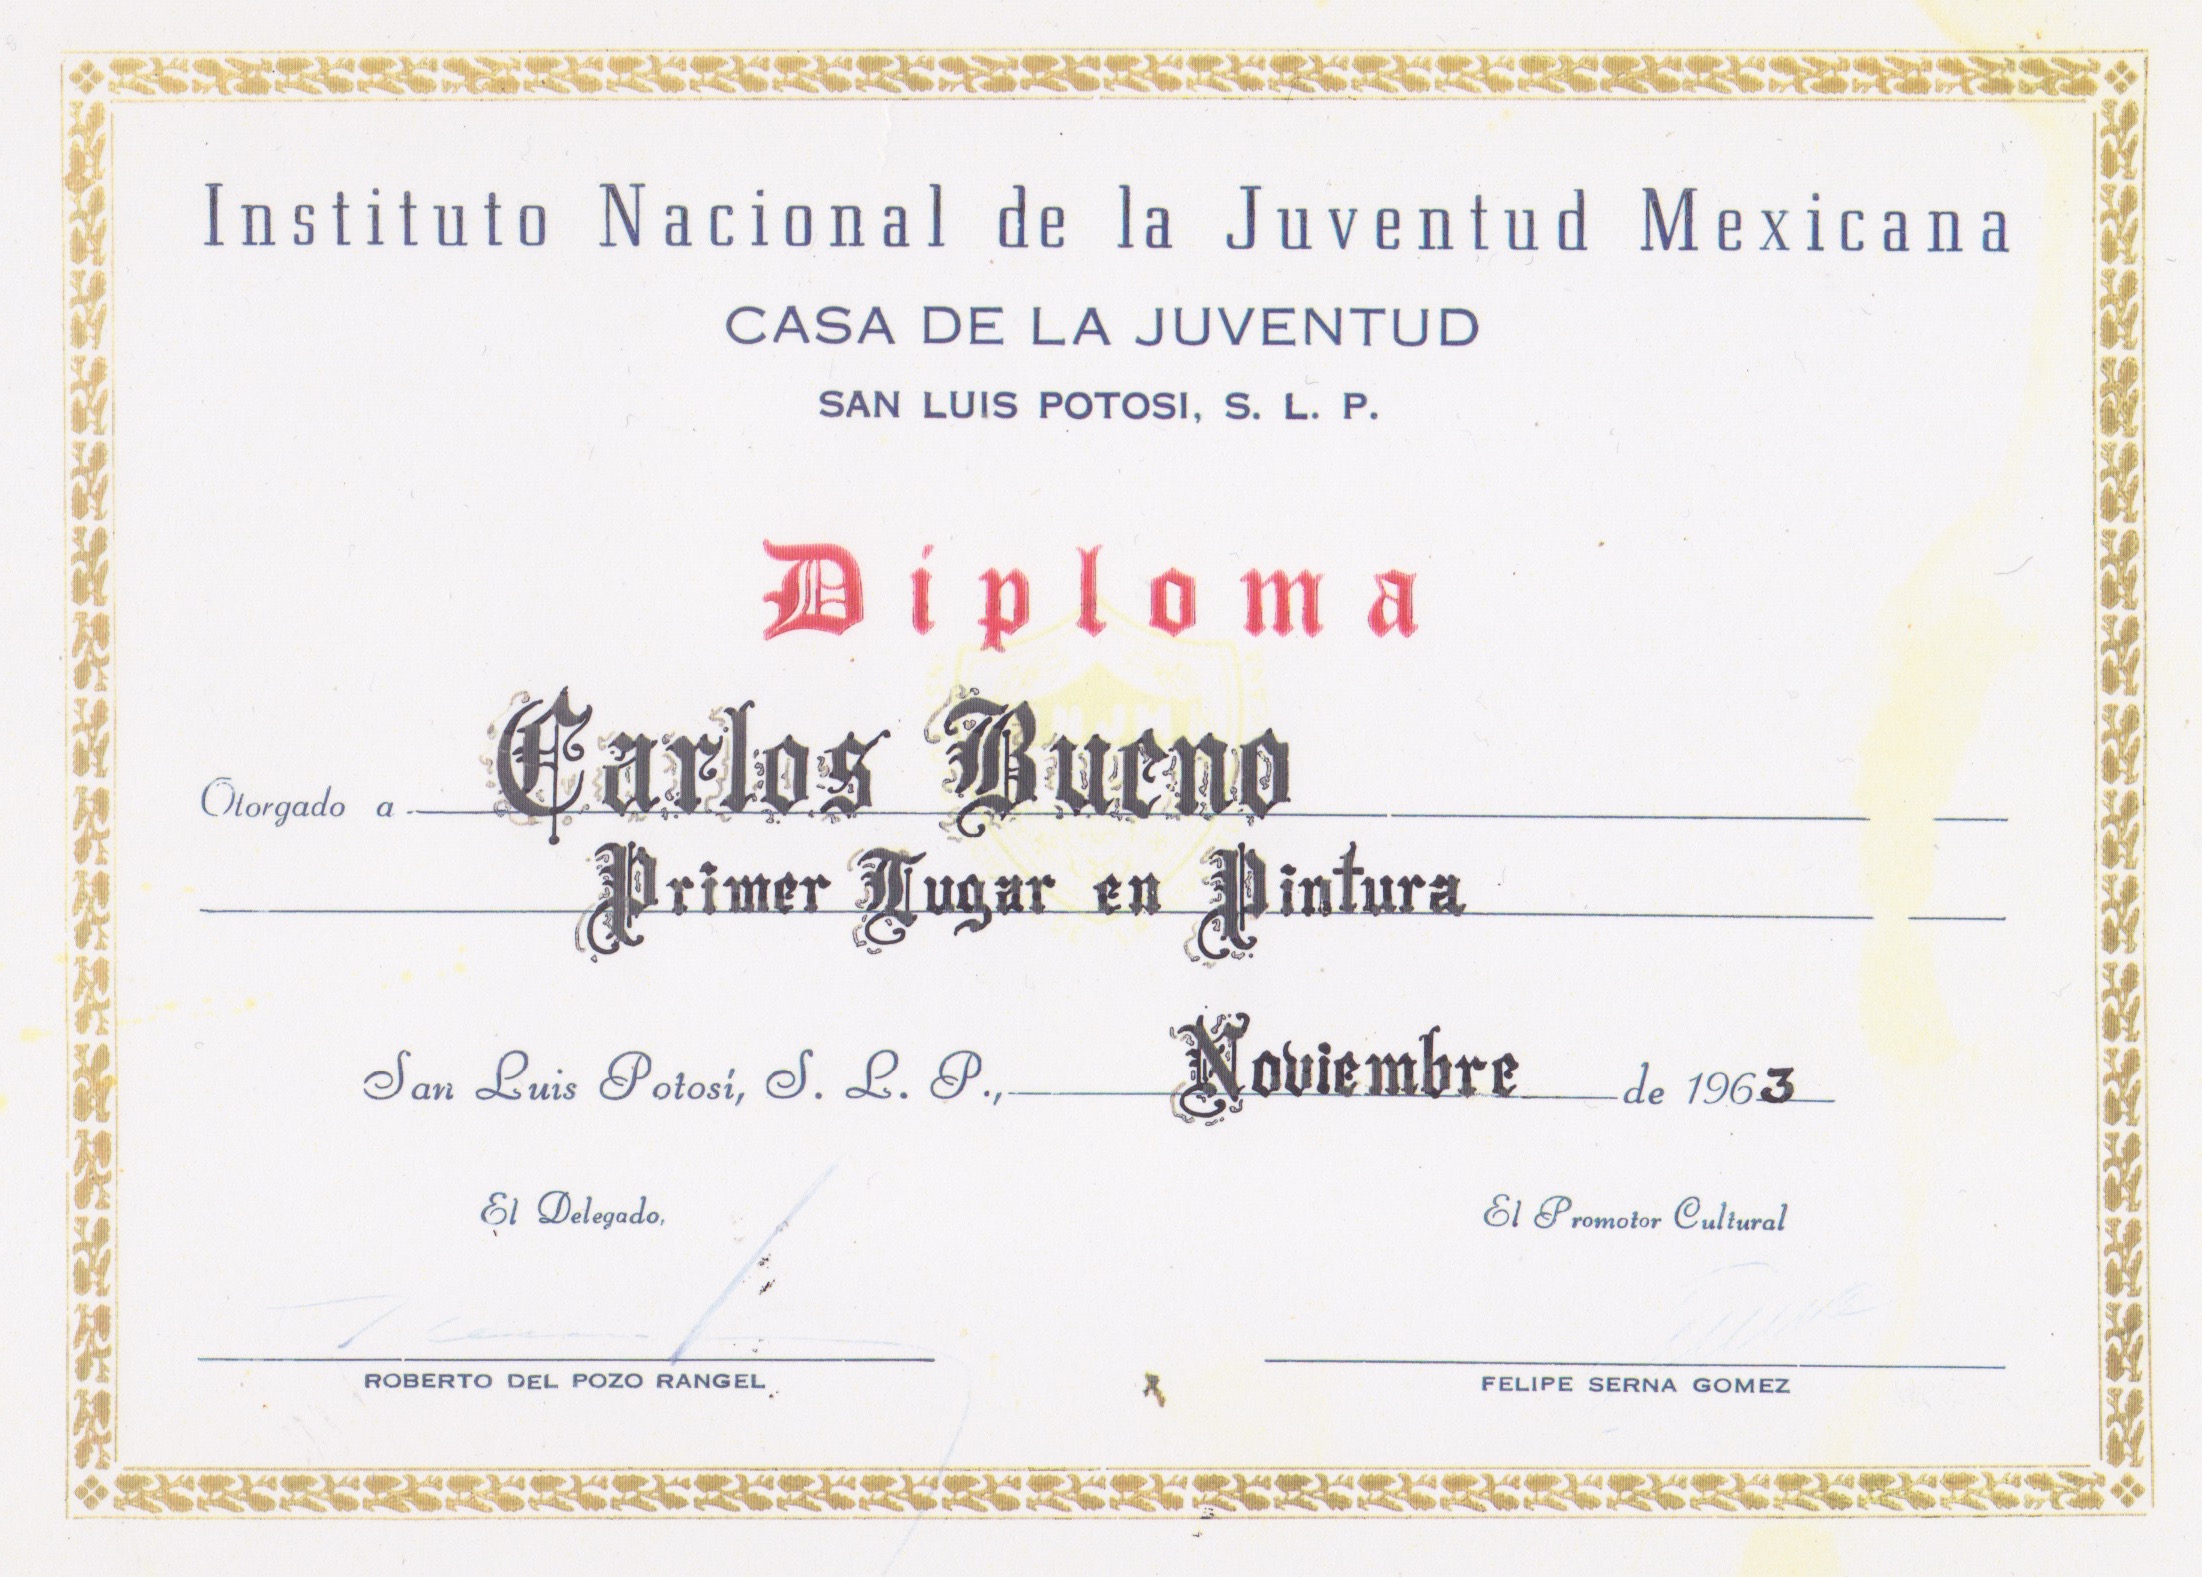 Instituto Nacional de la Juventud Mexicana
CASA DE LA JUVENTUD
SAN LUIS POTOSI, S. L. P.
Diploma
Otorgado a Carlos Bueno
Primer Lugar en Pintura
San Luis Potosí, S. L. P., Noviembre de 1963
El Delegado,
El Promotor Cultural
ROBERTO DEL POZO RANGEL
FELIPE SERNA GOMEZ